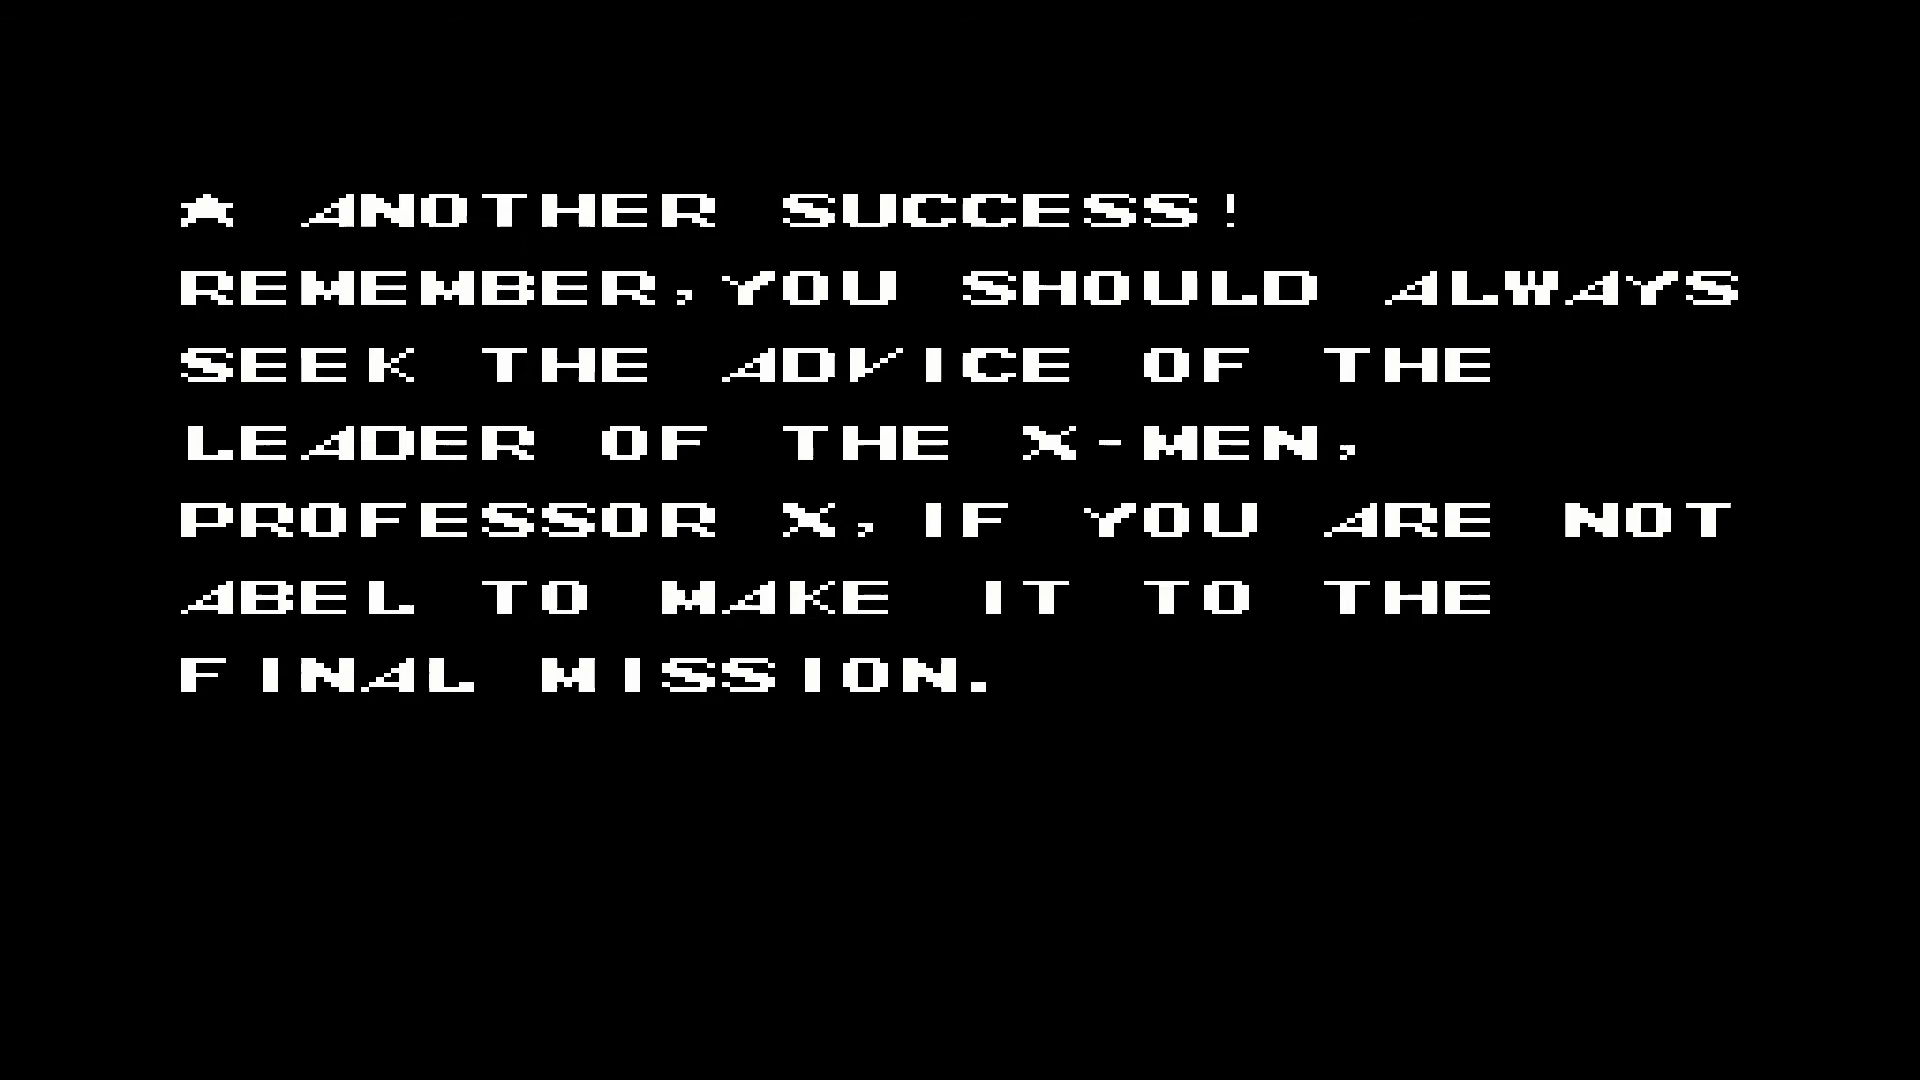 ★ ANOTHER SUCCESS!
REMEMBER,YOU SHOULD ALWAYS
SEEK THE ADVICE OF THE
LEADER OF THE X-MEN,
PROFESSOR X,IF YOU ARE NOT
ABEL TO MAKE IT TO THE
FINAL MISSION.